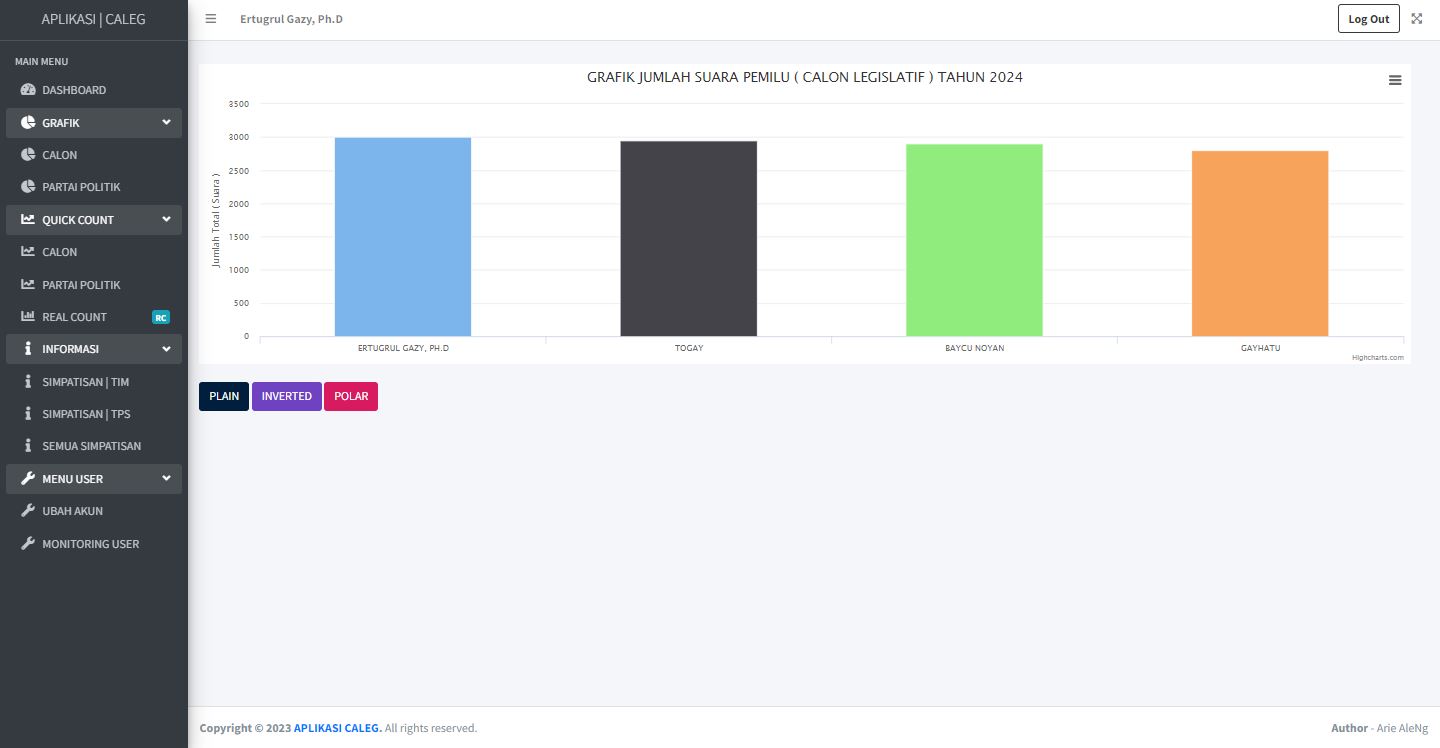 APLIKASI | CALEG
Ertugrul Gazy, Ph.D
Log Out
MAIN MENU
DASHBOARD
GRAFIK
CALON
PARTAI POLITIK
QUICK COUNT
CALON
PARTAI POLITIK
REAL COUNT RC
INFORMASI
SIMPATISAN | TIM
SIMPATISAN | TPS
SEMUA SIMPATISAN
MENU USER
UBAH AKUN
MONITORING USER
GRAFIK JUMLAH SUARA PEMILU ( CALON LEGISLATIF ) TAHUN 2024
Jumlah Total ( Suara )
3500
3000
2500
2000
1500
1000
500
0
ERTUGRUL GAZY, PH.D
TOGAY
BAYCU NOYAN
GAYHATU
Highcharts.com
PLAIN
INVERTED
POLAR
Copyright © 2023 APLIKASI CALEG. All rights reserved.
Author - Arie AleNg